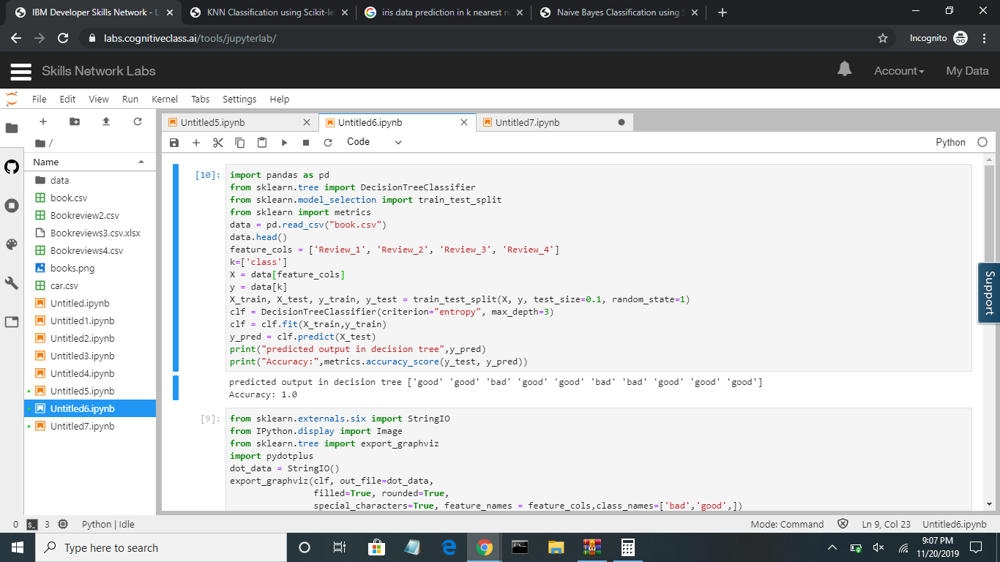 IBM Developer Skills Network - L
KNN Classification using Scikit-le
iris data prediction in k nearest n
Naive Bayes Classification using S
labs.cognitiveclass.ai/tools/jupyterlab/
Incognito
Skills Network Labs
Account
My Data
File Edit View Run Kernel Tabs Settings Help
/
Name
data
book.csv
Bookreview2.csv
Bookreviews3.csv.xlsx
Bookreviews4.csv
books.png
car.csv
Untitled.ipynb
Untitled1.ipynb
Untitled2.ipynb
Untitled3.ipynb
Untitled4.ipynb
Untitled5.ipynb
Untitled6.ipynb
Untitled7.ipynb
Untitled5.ipynb
Untitled6.ipynb
Untitled7.ipynb
Code
Python
[10]:
import pandas as pd
from sklearn.tree import DecisionTreeClassifier
from sklearn.model_selection import train_test_split
from sklearn import metrics
data = pd.read_csv("book.csv")
data.head()
feature_cols = ['Review_1', 'Review_2', 'Review_3', 'Review_4']
k=['class']
X = data[feature_cols]
y = data[k]
X_train, X_test, y_train, y_test = train_test_split(X, y, test_size=0.1, random_state=1)
clf = DecisionTreeClassifier(criterion="entropy", max_depth=3)
clf = clf.fit(X_train,y_train)
y_pred = clf.predict(X_test)
print("predicted output in decision tree",y_pred)
print("Accuracy:",metrics.accuracy_score(y_test, y_pred))
predicted output in decision tree ['good' 'good' 'bad' 'good' 'good' 'bad' 'bad' 'good' 'good' 'good']
Accuracy: 1.0
[9]:
from sklearn.externals.six import StringIO
from IPython.display import Image
from sklearn.tree import export_graphviz
import pydotplus
dot_data = StringIO()
export_graphviz(clf, out_file=dot_data,
filled=True, rounded=True,
special_characters=True, feature_names = feature_cols,class_names=['bad','good',])
Support
0
3
Python | Idle
Mode: Command
Ln 9, Col 23
Untitled6.ipynb
Type here to search
9:07 PM
11/20/2019